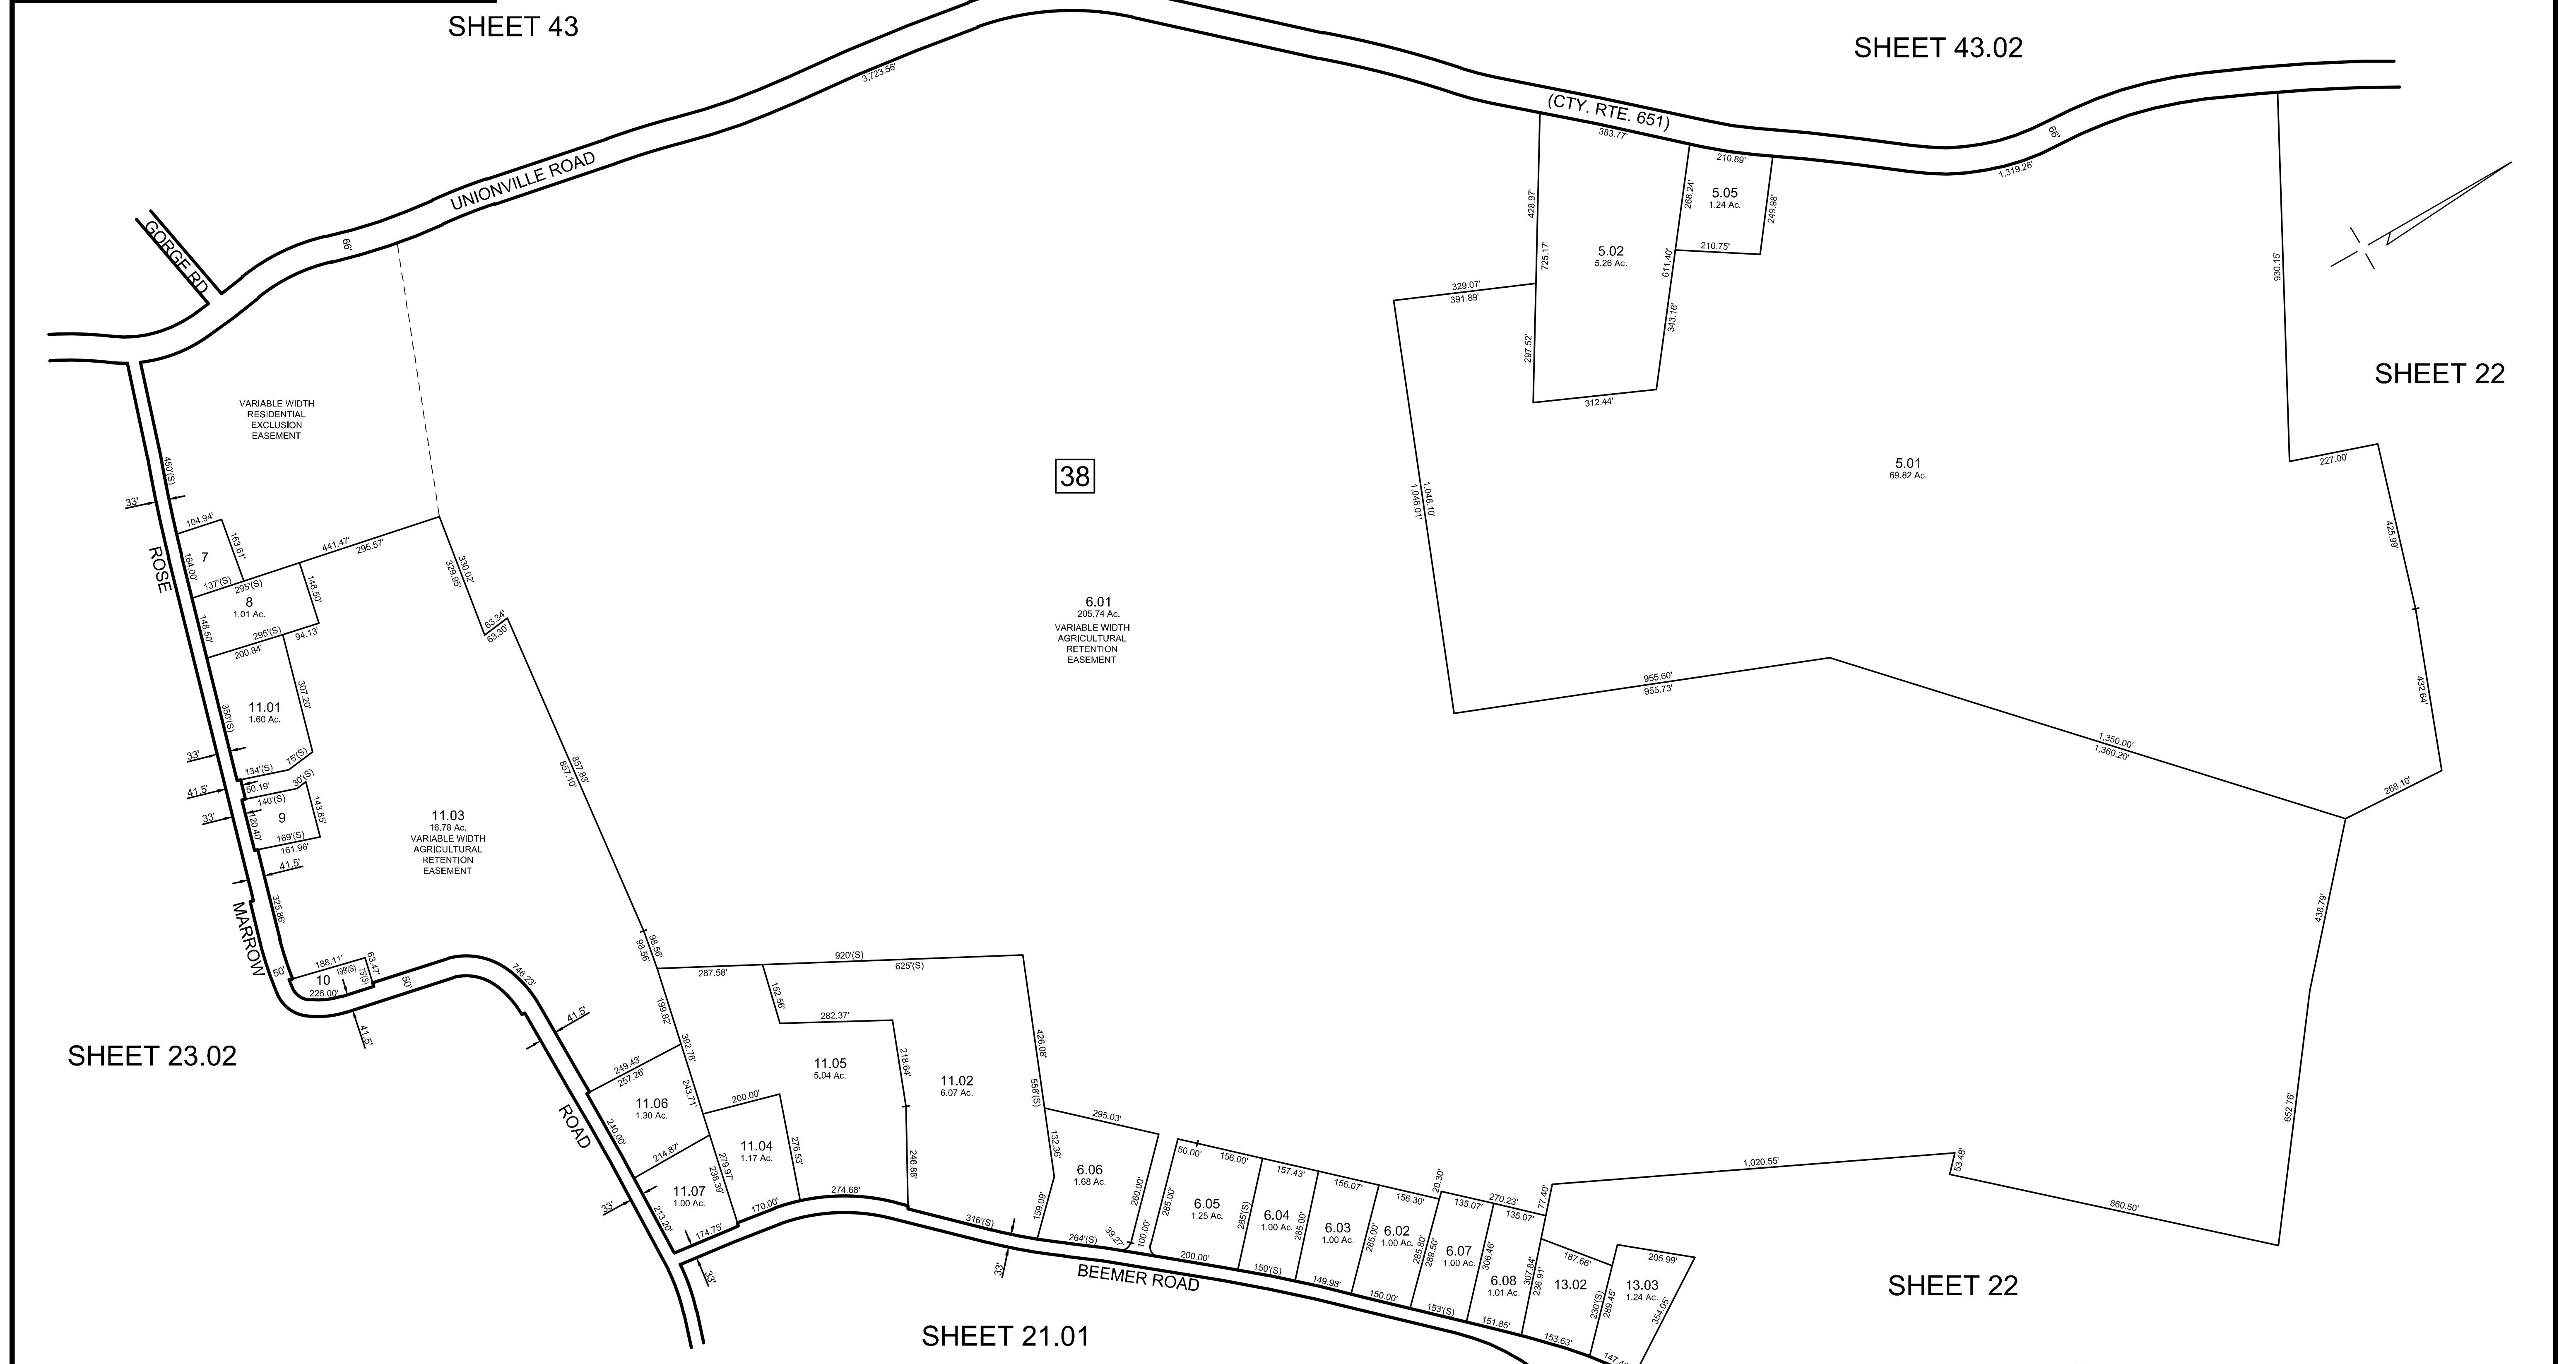 SHEET 43
SHEET 43.02
3,723.56'
(CTY. RTE. 651)
383.77'
66'
1,319.26'
UNIONVILLE ROAD
66'
GORGE RD
210.89'
5.05
1.24 Ac.
268.24'
249.98'
210.75'
428.97'
725.17'
5.02
5.26 Ac.
611.40'
343.16'
297.52'
312.44'
329.07'
391.89'
930.15'
SHEET 22
227.00'
425.99'
432.64'
268.10'
5.01
69.82 Ac.
1,046.10'
1,046.01'
955.60'
955.73'
1,350.00'
1,360.20'
38
6.01
205.74 Ac.
VARIABLE WIDTH
AGRICULTURAL
RETENTION
EASEMENT
VARIABLE WIDTH
RESIDENTIAL
EXCLUSION
EASEMENT
450'(S)
33'
ROSE
104.94'
163.61'
7
164.00'
137'(S)
295'(S)
441.47'
295.57'
8
1.01 Ac.
148.50'
148.50'
295'(S)
94.13'
200.84'
330.02'
329.95'
63.34'
63.30'
11.01
1.60 Ac.
307.20'
350'(S)
33'
75'(S)
134'(S)
41.5'
50.19'
30'(S)
140'(S)
33'
9
143.85'
120.40'
169'(S)
161.96'
41.5'
857.83'
857.10'
11.03
16.78 Ac.
VARIABLE WIDTH
AGRICULTURAL
RETENTION
EASEMENT
325.86'
MARROW
50'
188.11'
63.47'
10
199'(S)
75'(S)
226.00'
50'
41.5'
746.23'
41.5'
SHEET 23.02
98.56'
98.56'
287.58'
920'(S)
625'(S)
152.56'
282.37'
199.82'
392.78'
218.64'
426.08'
11.05
5.04 Ac.
11.02
6.07 Ac.
249.43'
257.26'
243.71'
11.06
1.30 Ac.
240.00'
ROAD
200.00'
11.04
1.17 Ac.
276.53'
214.87'
279.97'
238.39'
246.88'
11.07
1.00 Ac.
33'
213.20'
174.75'
170.00'
274.68'
33'
316'(S)
33'
558'(S)
132.36'
159.09'
295.03'
6.06
1.68 Ac.
260.00'
264'(S)
39.27'
100.00'
BEEMER ROAD
50.00'
156.00'
157.43'
156.07'
156.30'
20.30'
270.23'
135.07'
135.07'
77.40'
1,020.55'
53.48'
860.50'
438.79'
652.76'
285.00'
6.05
1.25 Ac.
285'(S)
200.00'
6.04
1.00 Ac.
285.00'
150'(S)
6.03
1.00 Ac.
285.00'
149.98'
6.02
1.00 Ac.
285.80'
289.50'
150.00'
6.07
1.00 Ac.
306.46'
153'(S)
6.08
1.01 Ac.
307.84'
236.91'
151.85'
187.66'
13.02
230'(S)
289.45'
153.63'
205.99'
13.03
1.24 Ac.
354.05'
SHEET 22
SHEET 21.01